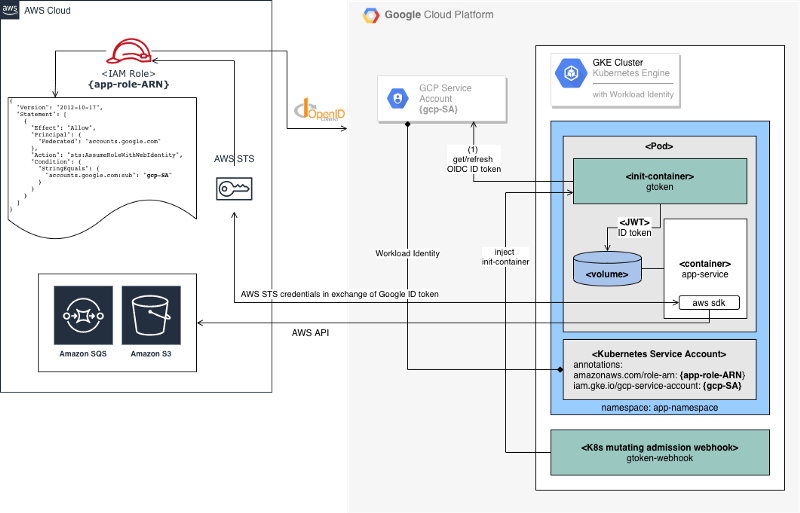 aws
AWS Cloud
<IAM Role>
{app-role-ARN}
{
"Version": "2012-10-17",
"Statement": [
{
"Effect": "Allow",
"Principal": {
"Federated": "accounts.google.com"
},
"Action": "sts:AssumeRoleWithWebIdentity",
"Condition": {
"StringEquals": {
"accounts.google.com:sub": "gcp-SA"
}
}
}
]
}
AWS STS
OpenID
Amazon SQS
Amazon S3
Google Cloud Platform
GCP Service
Account
{gcp-SA}
GKE Cluster
Kubernetes Engine
with Workload Identity
(1)
get/refresh
OIDC ID token
<Pod>
<init-container>
gtoken
<JWT>
ID token
<volume>
<container>
app-service
aws sdk
Workload Identity
inject
init-container
AWS STS credentials in exchange of Google ID token
AWS API
<Kubernetes Service Account>
annotations:
amazonaws.com/role-arn: {app-role-ARN}
iam.gke.io/gcp-service-account: {gcp-SA}
namespace: app-namespace
<K8s mutating admission webhook>
gtoken-webhook